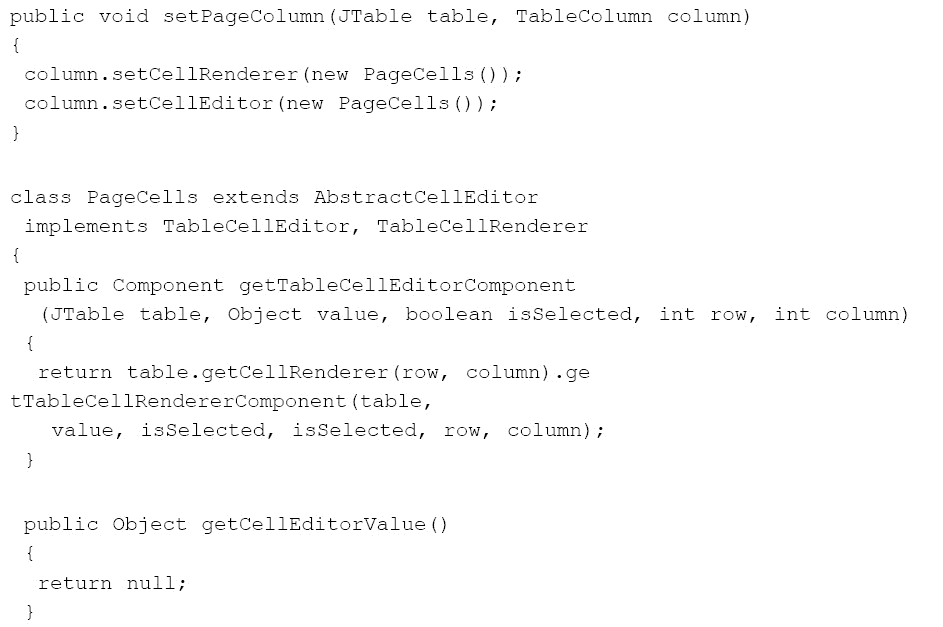 public void setPageColumn(JTable table, TableColumn column)
{
column.setCellRenderer(new PageCells());
column.setCellEditor(new PageCells());
}
class PageCells extends AbstractCellEditor
implements TableCellEditor, TableCellRenderer
{
public Component getTableCellEditorComponent
(JTable table, Object value, boolean isSelected, int row, int column)
{
return table.getCellRenderer(row, column).ge
tTableCellRendererComponent(table,
value, isSelected, isSelected, row, column);
}
public Object getCellEditorValue()
{
return null;
}